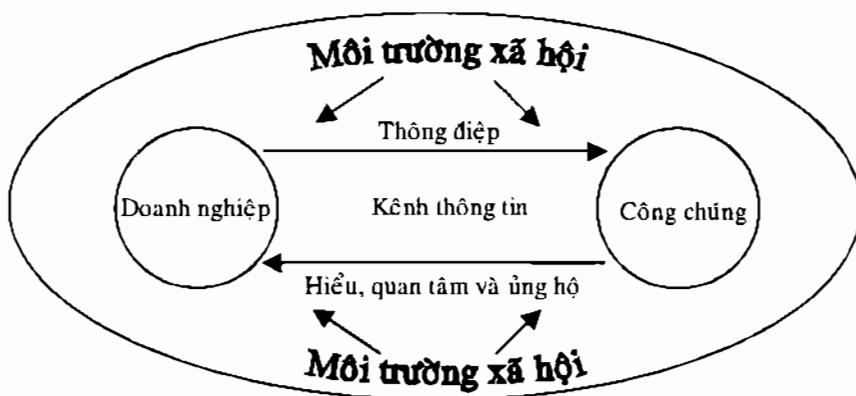 Môi trường xã hội
Thông điệp
Doanh nghiệp
Kênh thông tin
Công chúng
Hiểu, quan tâm và ủng hộ
Môi trường xã hội